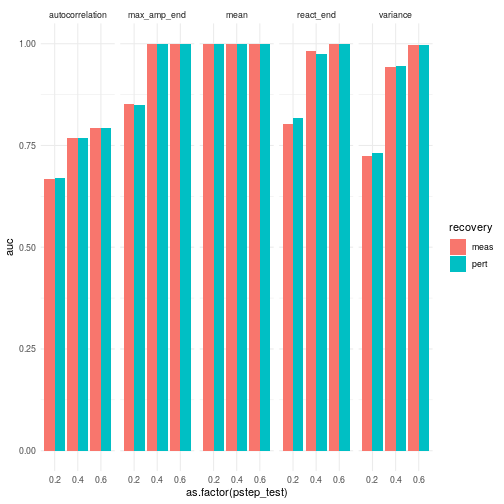 autocorrelation max_amp_end mean react_end variance
1.00
0.75
0.50
0.25
0.00
auc
0.2 0.4 0.6 0.2 0.4 0.6 0.2 0.4 0.6 0.2 0.4 0.6 0.2 0.4 0.6
as.factor(pstep_test)
recovery
meas
pert